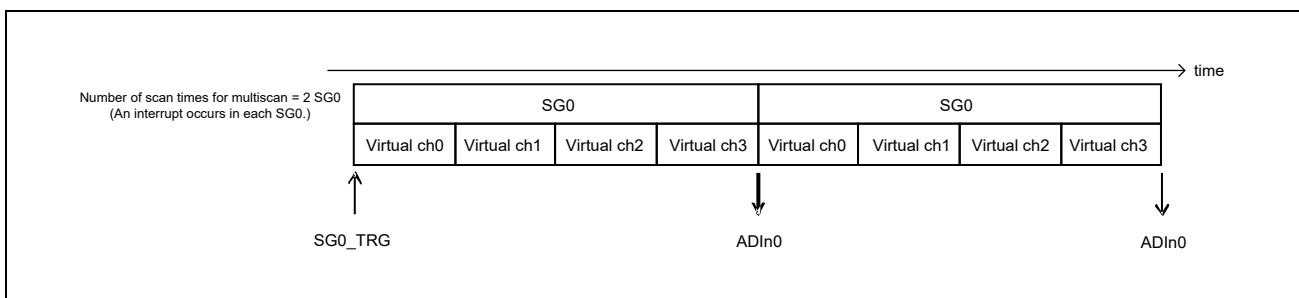 time
Number of scan times for multiscan = 2 SG0
(An interrupt occurs in each SG0.)
SG0 SG0
Virtual ch0 Virtual ch1 Virtual ch2 Virtual ch3 Virtual ch0 Virtual ch1 Virtual ch2 Virtual ch3
SG0_TRG ADIn0 ADIn0